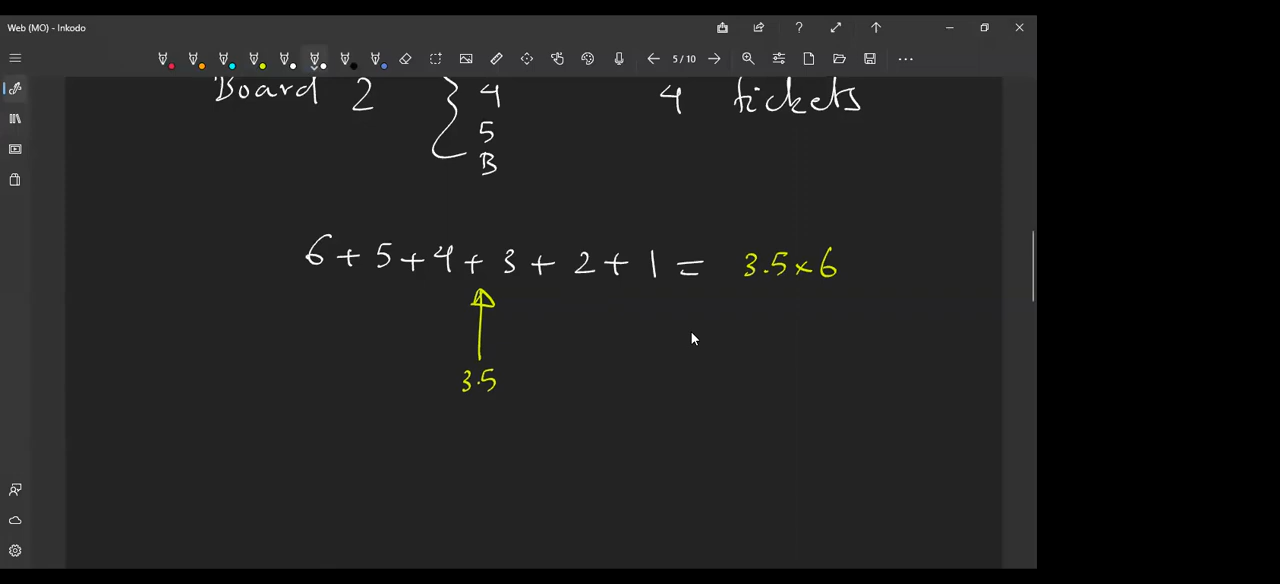 Web (MO) - Inkodo
5 / 10
Board 2 { 4 4 tickets
5
B
6 + 5 + 4 + 3 + 2 + 1 = 3.5 × 6
3.5